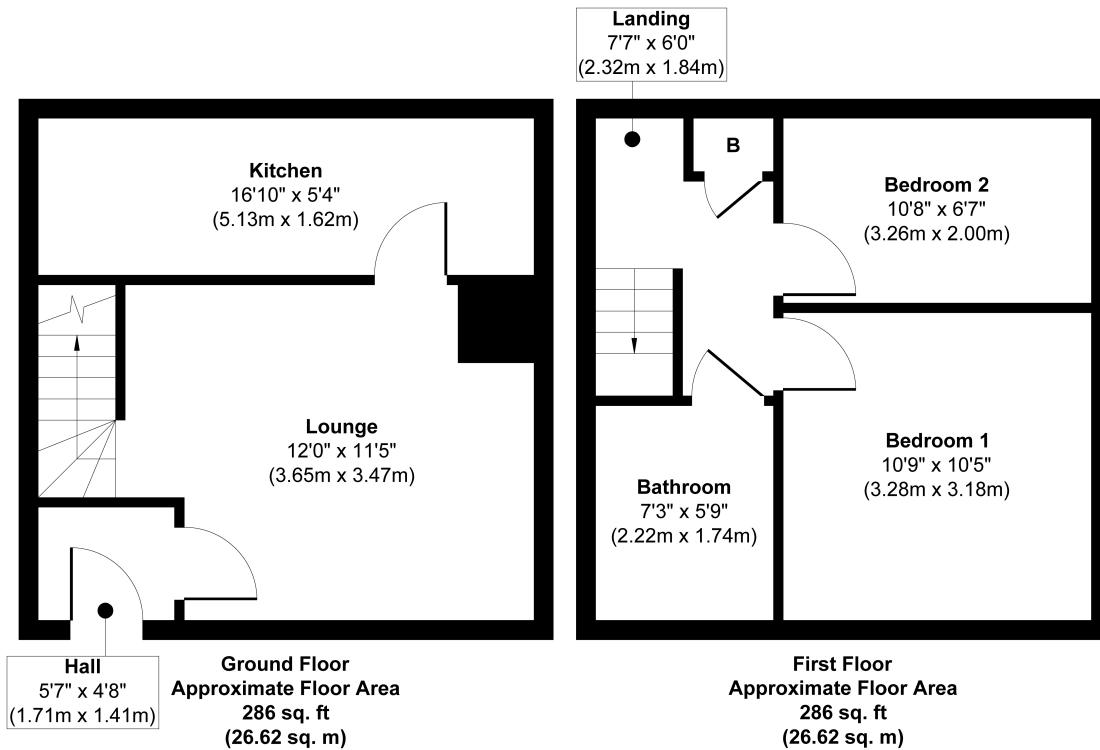 Landing
7'7" x 6'0"
(2.32m x 1.84m)
Kitchen
16'10" x 5'4"
(5.13m x 1.62m)
B
Bedroom 2
10'8" x 6'7"
(3.26m x 2.00m)
Lounge
12'0" x 11'5"
(3.65m x 3.47m)
Bedroom 1
10'9" x 10'5"
(3.28m x 3.18m)
Bathroom
7'3" x 5'9"
(2.22m x 1.74m)
Hall
5'7" x 4'8"
(1.71m x 1.41m)
Ground Floor
Approximate Floor Area
286 sq. ft
(26.62 sq. m)
First Floor
Approximate Floor Area
286 sq. ft
(26.62 sq. m)